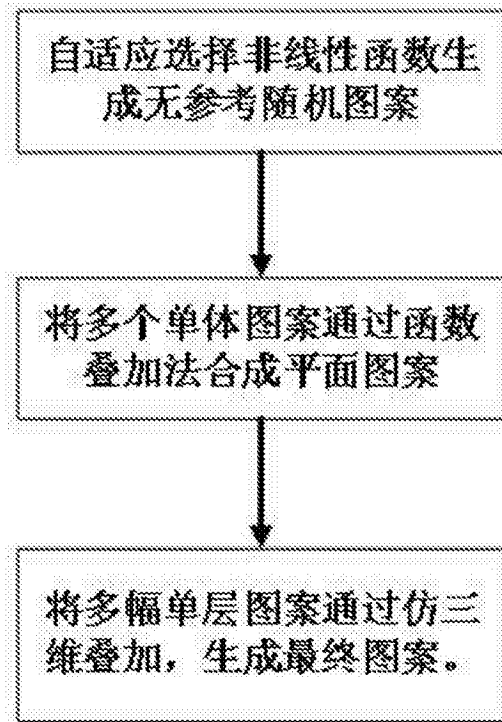 自适应选择非线性函数生
成无参考随机图案
将多个单体图案通过函数
叠加法合成平面图案
将多幅单层图案通过仿三
维叠加，生成最终图案。